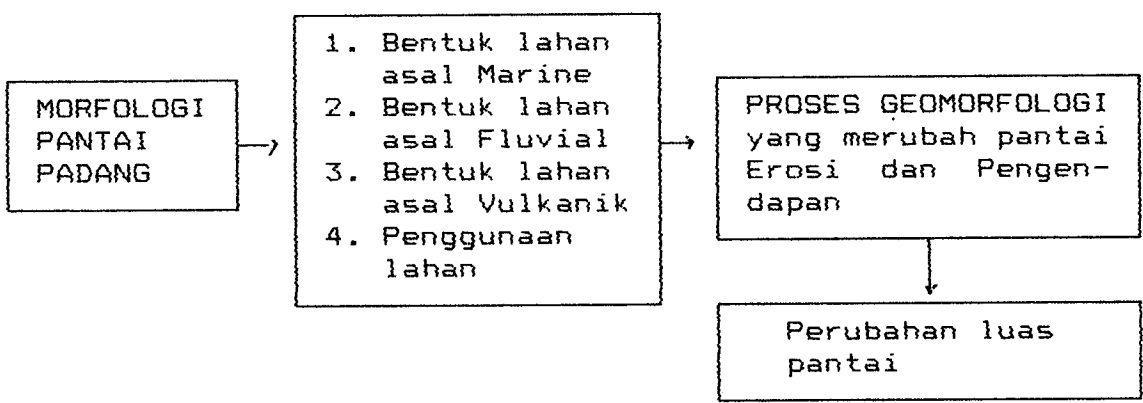 MORFOLOGI
PANTAI
PADANG
1. Bentuk lahan
asal Marine
2. Bentuk lahan
asal Fluvial
3. Bentuk lahan
asal Vulkanik
4. Penggunaan
lahan
PROSES GEOMORFOLOGI
yang merubah pantai
Erosi dan Pengen-
dapan
Perubahan luas
pantai